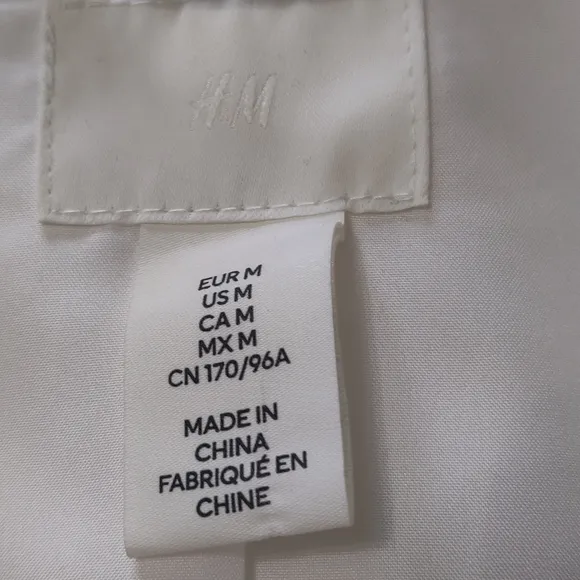 H&M
EUR M
US M
CA M
MX M
CN 170/96A
MADE IN
CHINA
FABRIQUÉ EN
CHINE